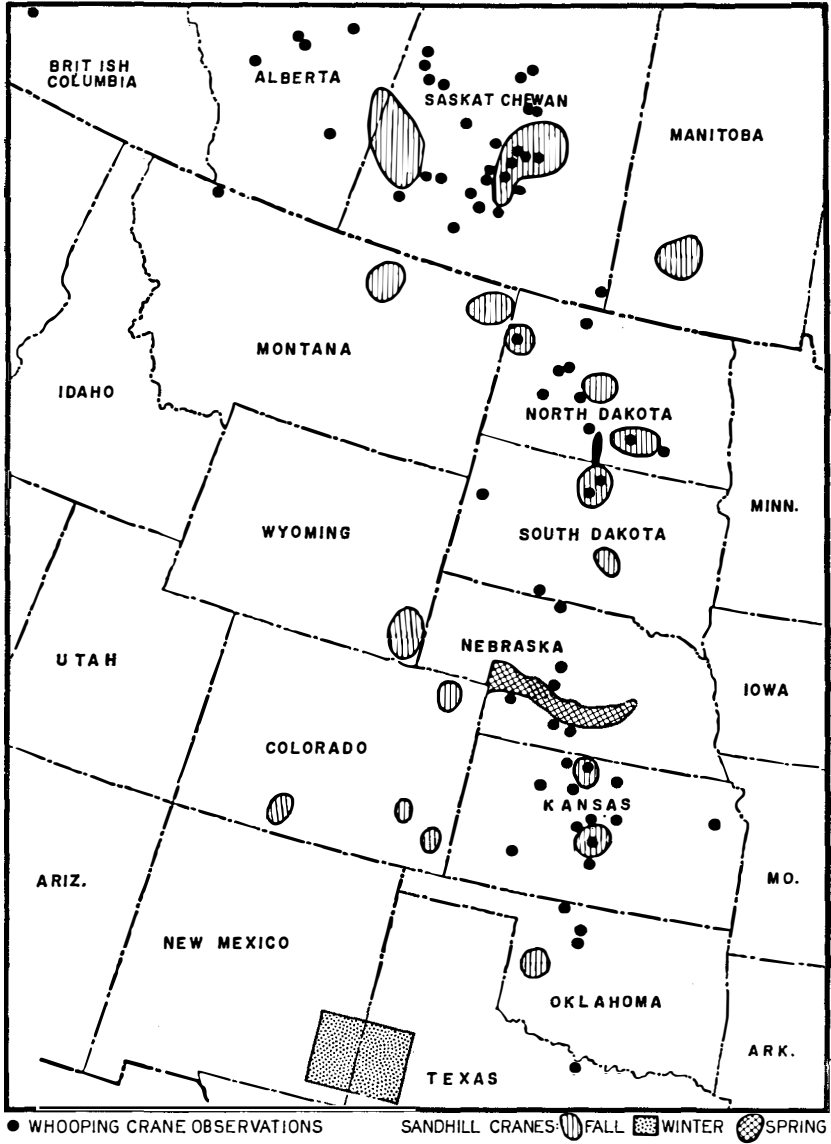 BRIT ISH
COLUMBIA
ALBERTA
SASKAT CHEWAN
MANITOBA
MONTANA
IDAHO
NORTH DAKOTA
MINN.
WYOMING
SOUTH DAKOTA
NEBRASKA
UTAH
IOWA
COLORADO
KANSAS
ARIZ.
MO.
NEW MEXICO
OKLAHOMA
ARK.
TEXAS
WHOOPING CRANE OBSERVATIONS SANDHILL CRANES: FALL WINTER SPRING